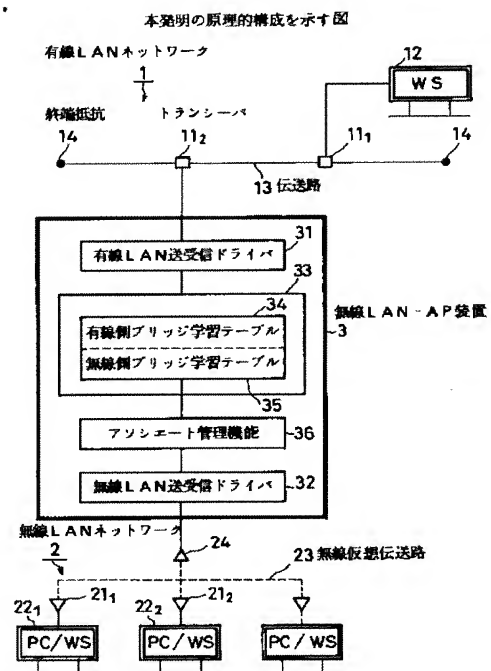 本発明の原理的構成を示す図
有線LANネットワーク
1
12
WS
終端抵抗
トランシーバ
14
11₂
11₁
14
13 伝送路
31
有線LAN送受信ドライバ
33
34
有線側ブリッジ学習テーブル
無線側ブリッジ学習テーブル
35
無線LAN-AP装置
3
アソシエート管理機能
36
無線LAN送受信ドライバ
32
無線LANネットワーク
2
24
23 無線仮想伝送路
21₁
21₂
22₁
22₂
PC/WS
PC/WS
PC/WS